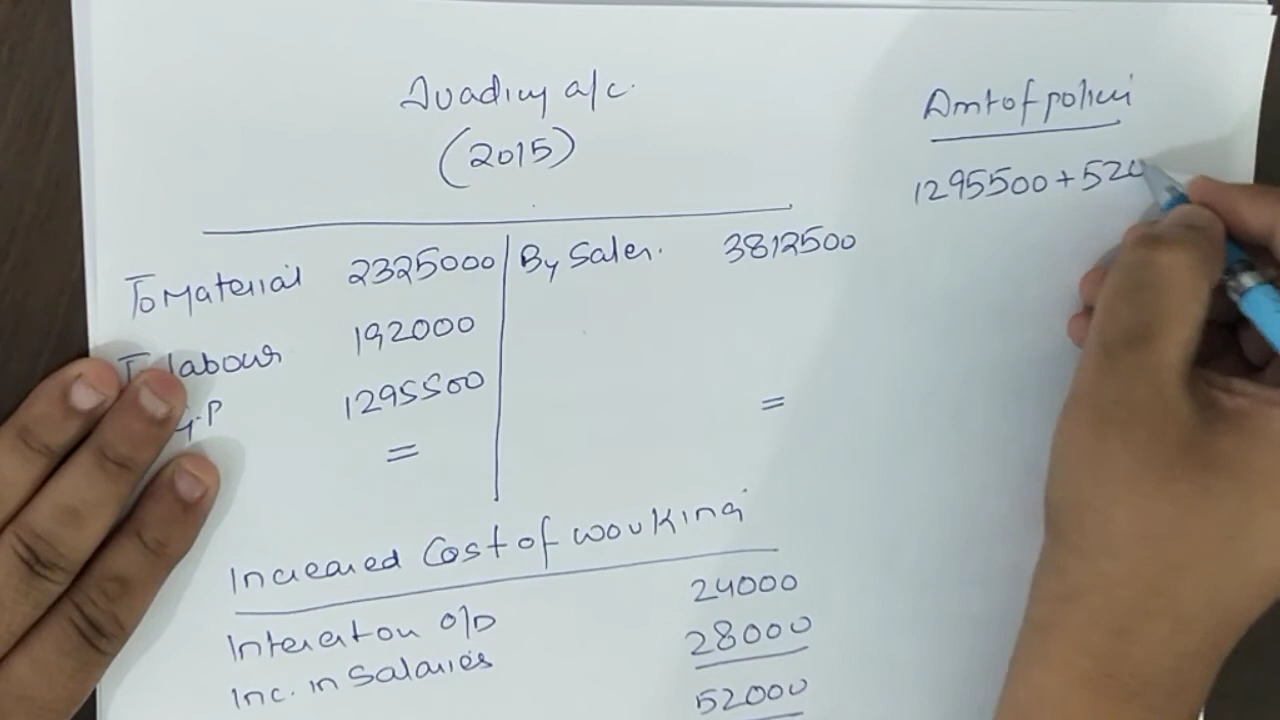 Trading a/c.
(2015)
To Material 2325000 By Sales. 3812500
To labour 192000
G.P 1295500
=
=
Increased Cost of working
Interest on O/D 24000
Inc. in Salaries 28000
52000
Amt of policy
1295500 + 520